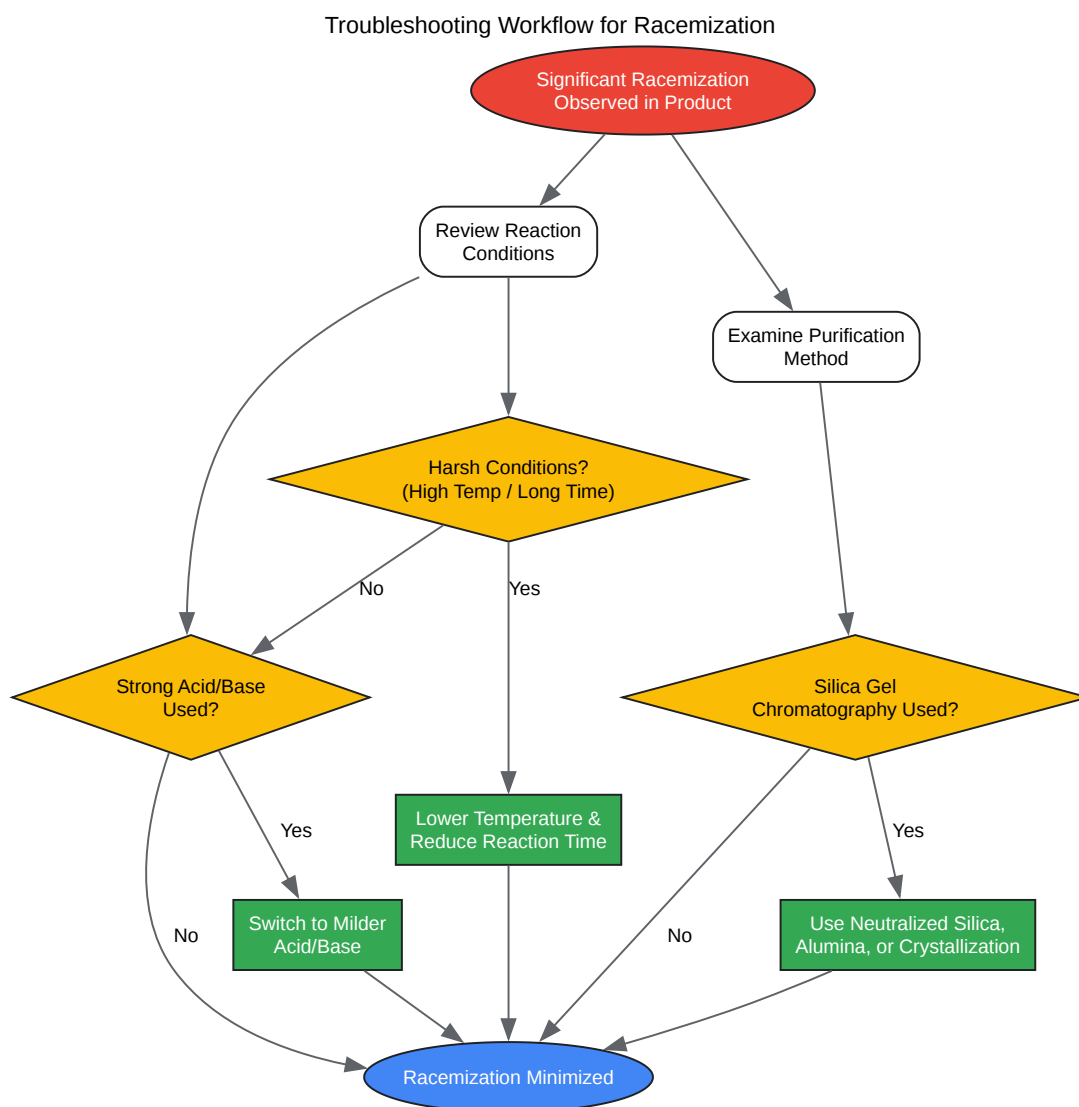 Troubleshooting Workflow for Racemization
Significant Racemization
Observed in Product
Review Reaction
Conditions
Examine Purification
Method
Harsh Conditions?
(High Temp / Long Time)
No
Yes
Strong Acid/Base
Used?
Silica Gel
Chromatography Used?
Lower Temperature &
Reduce Reaction Time
Yes
Yes
Switch to Milder
Acid/Base
No
No
Use Neutralized Silica,
Alumina, or Crystallization
Racemization Minimized